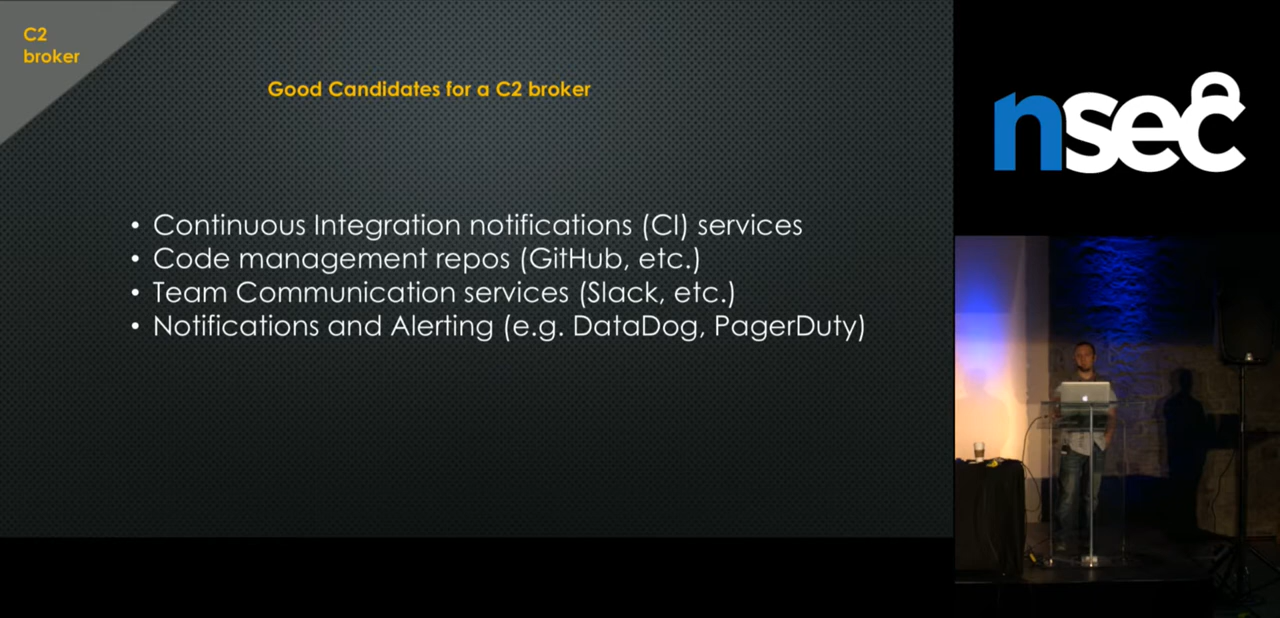 C2
broker
Good Candidates for a C2 broker
• Continuous Integration notifications (CI) services
• Code management repos (GitHub, etc.)
• Team Communication services (Slack, etc.)
• Notifications and Alerting (e.g. DataDog, PagerDuty)
nsec